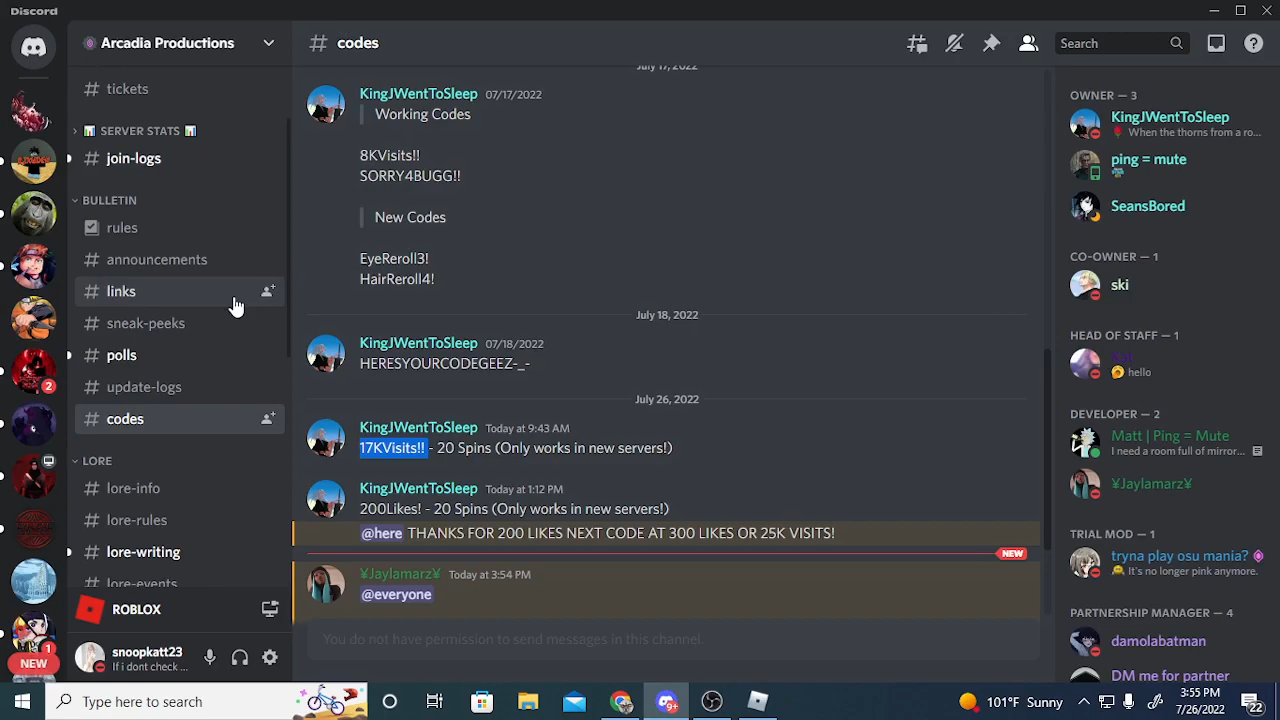 Discord
Arcadia Productions
codes
Search
tickets
SERVER STATS
join-logs
BULLETIN
rules
announcements
links
sneak-peeks
polls
update-logs
codes
LORE
lore-info
lore-rules
lore-writing
lore-events
ROBLOX
snoopkatt23
If i dont check ...
2
1
NEW
July 17, 2022
KingJWentToSleep 07/17/2022
Working Codes
8KVisits!!
SORRY4BUGG!!
New Codes
EyeReroll3!
HairReroll4!
July 18, 2022
KingJWentToSleep 07/18/2022
HERESYOURCODEGEEZ-_-
July 26, 2022
KingJWentToSleep Today at 9:43 AM
17KVisits!! - 20 Spins (Only works in new servers!)
KingJWentToSleep Today at 1:12 PM
200Likes! - 20 Spins (Only works in new servers!)
@here THANKS FOR 200 LIKES NEXT CODE AT 300 LIKES OR 25K VISITS!
NEW
¥Jaylamarz¥ Today at 3:54 PM
@everyone
You do not have permission to send messages in this channel.
OWNER — 3
KingJWentToSleep
When the thorns from a ro...
ping = mute
SeansBored
CO-OWNER — 1
ski
HEAD OF STAFF — 1
Kat
hello
DEVELOPER — 2
Matt | Ping = Mute
I need a room full of mirror...
¥Jaylamarz¥
TRIAL MOD — 1
tryna play osu mania?
It's no longer pink anymore.
PARTNERSHIP MANAGER — 4
damolabatman
DM me for partner
Type here to search
9+
101°F Sunny
3:55 PM
7/26/2022
22